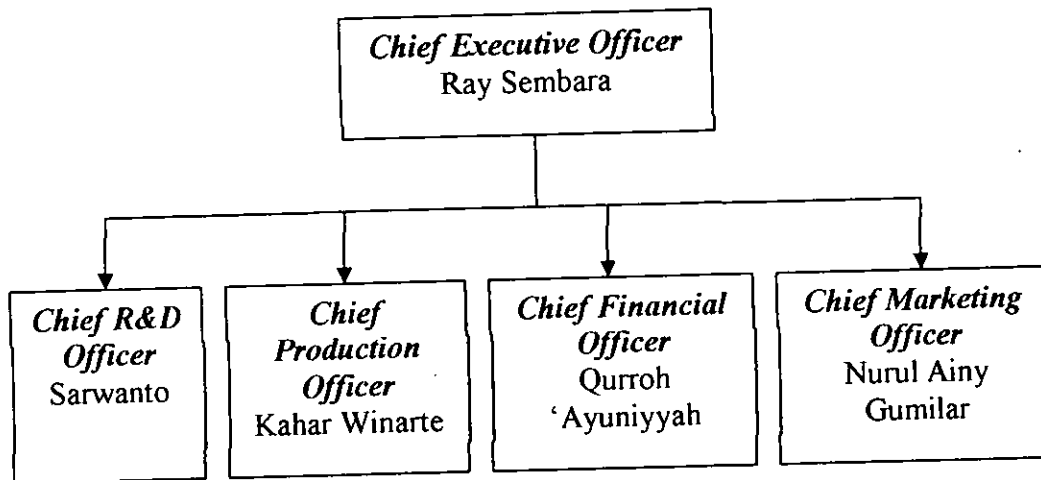 Chief Executive Officer
Ray Sembara
Chief R&D
Officer
Sarwanto
Chief
Production
Officer
Kahar Winarte
Chief Financial
Officer
Qurroh
‘Ayuniyyah
Chief Marketing
Officer
Nurul Ainy
Gumilar